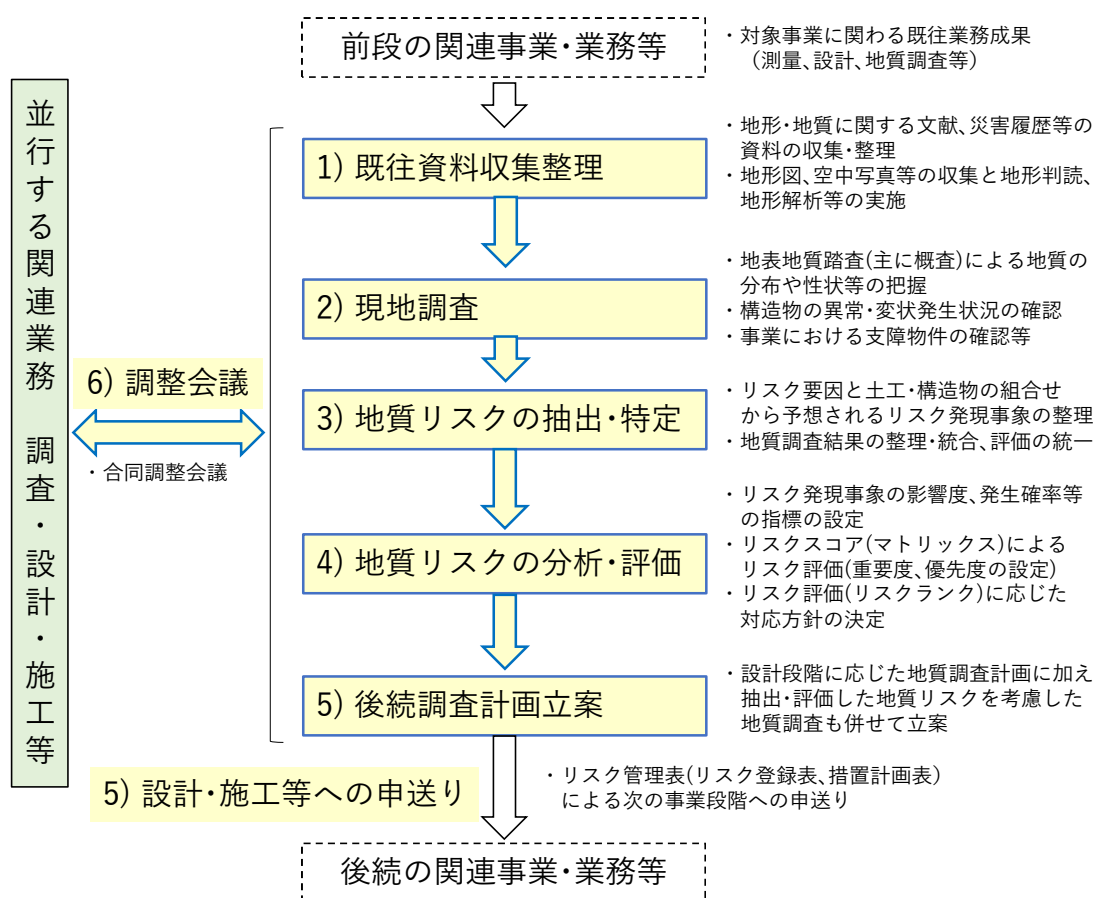 前段の関連事業・業務等
・対象事業に関わる既往業務成果
（測量、設計、地質調査等）
並行する関連業務 調査・設計・施工等
1) 既往資料収集整理
・地形・地質に関する文献、災害履歴等の
資料の収集・整理
・地形図、空中写真等の収集と地形判読、
地形解析等の実施
2) 現地調査
・地表地質踏査(主に概査)による地質の
分布や性状等の把握
・構造物の異常・変状発生状況の確認
・事業における支障物件の確認等
6) 調整会議
・合同調整会議
3) 地質リスクの抽出・特定
・リスク要因と土工・構造物の組合せ
から予想されるリスク発現事象の整理
・地質調査結果の整理・統合、評価の統一
4) 地質リスクの分析・評価
・リスク発現事象の影響度、発生確率等
の指標の設定
・リスクスコア(マトリックス)による
リスク評価(重要度、優先度の設定)
・リスク評価(リスクランク)に応じた
対応方針の決定
5) 後続調査計画立案
・設計段階に応じた地質調査計画に加え
抽出・評価した地質リスクを考慮した
地質調査も併せて立案
5) 設計・施工等への申送り
・リスク管理表(リスク登録表、措置計画表)
による次の事業段階への申送り
後続の関連事業・業務等